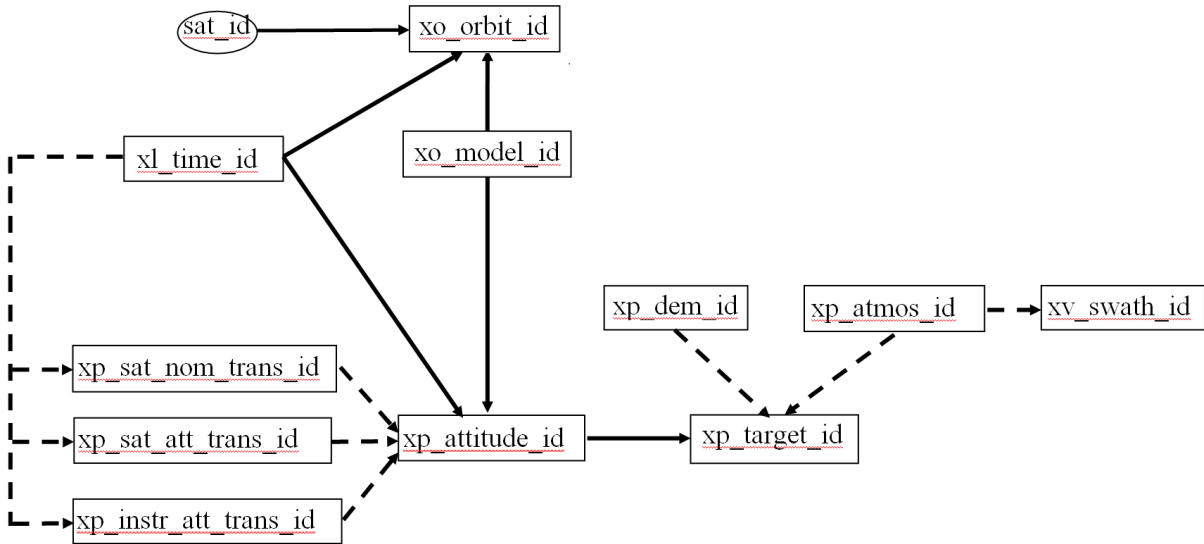 sat_id
xo_orbit_id
xl_time_id
xo_model_id
xp_dem_id
xp_atmos_id
xv_swath_id
xp_sat_nom_trans_id
xp_sat_att_trans_id
xp_attitude_id
xp_target_id
xp_instr_att_trans_id